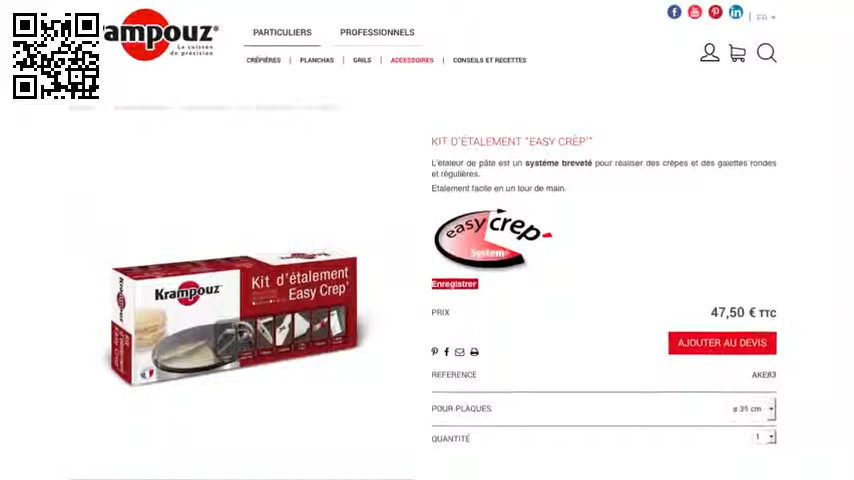 ampouz
La cuisson
de précision
PARTICULIERS
PROFESSIONNELS
FR
CRÉPIÈRES | PLANCHAS | GRILS | ACCESSOIRES | CONSEILS ET RECETTES
KIT D'ÉTALEMENT "EASY CRÊP'"
L'étaleur de pâte est un système breveté pour réaliser des crêpes et des galettes rondes
et régulières.
Etalement facile en un tour de main.
easy crep'
System
Enregistrer
Krampouz
Kit d'étalement
Easy Crep'
PRIX
47,50 € TTC
AJOUTER AU DEVIS
REFERENCE
AKE83
POUR PLAQUES
ø 35 cm
QUANTITÉ
1